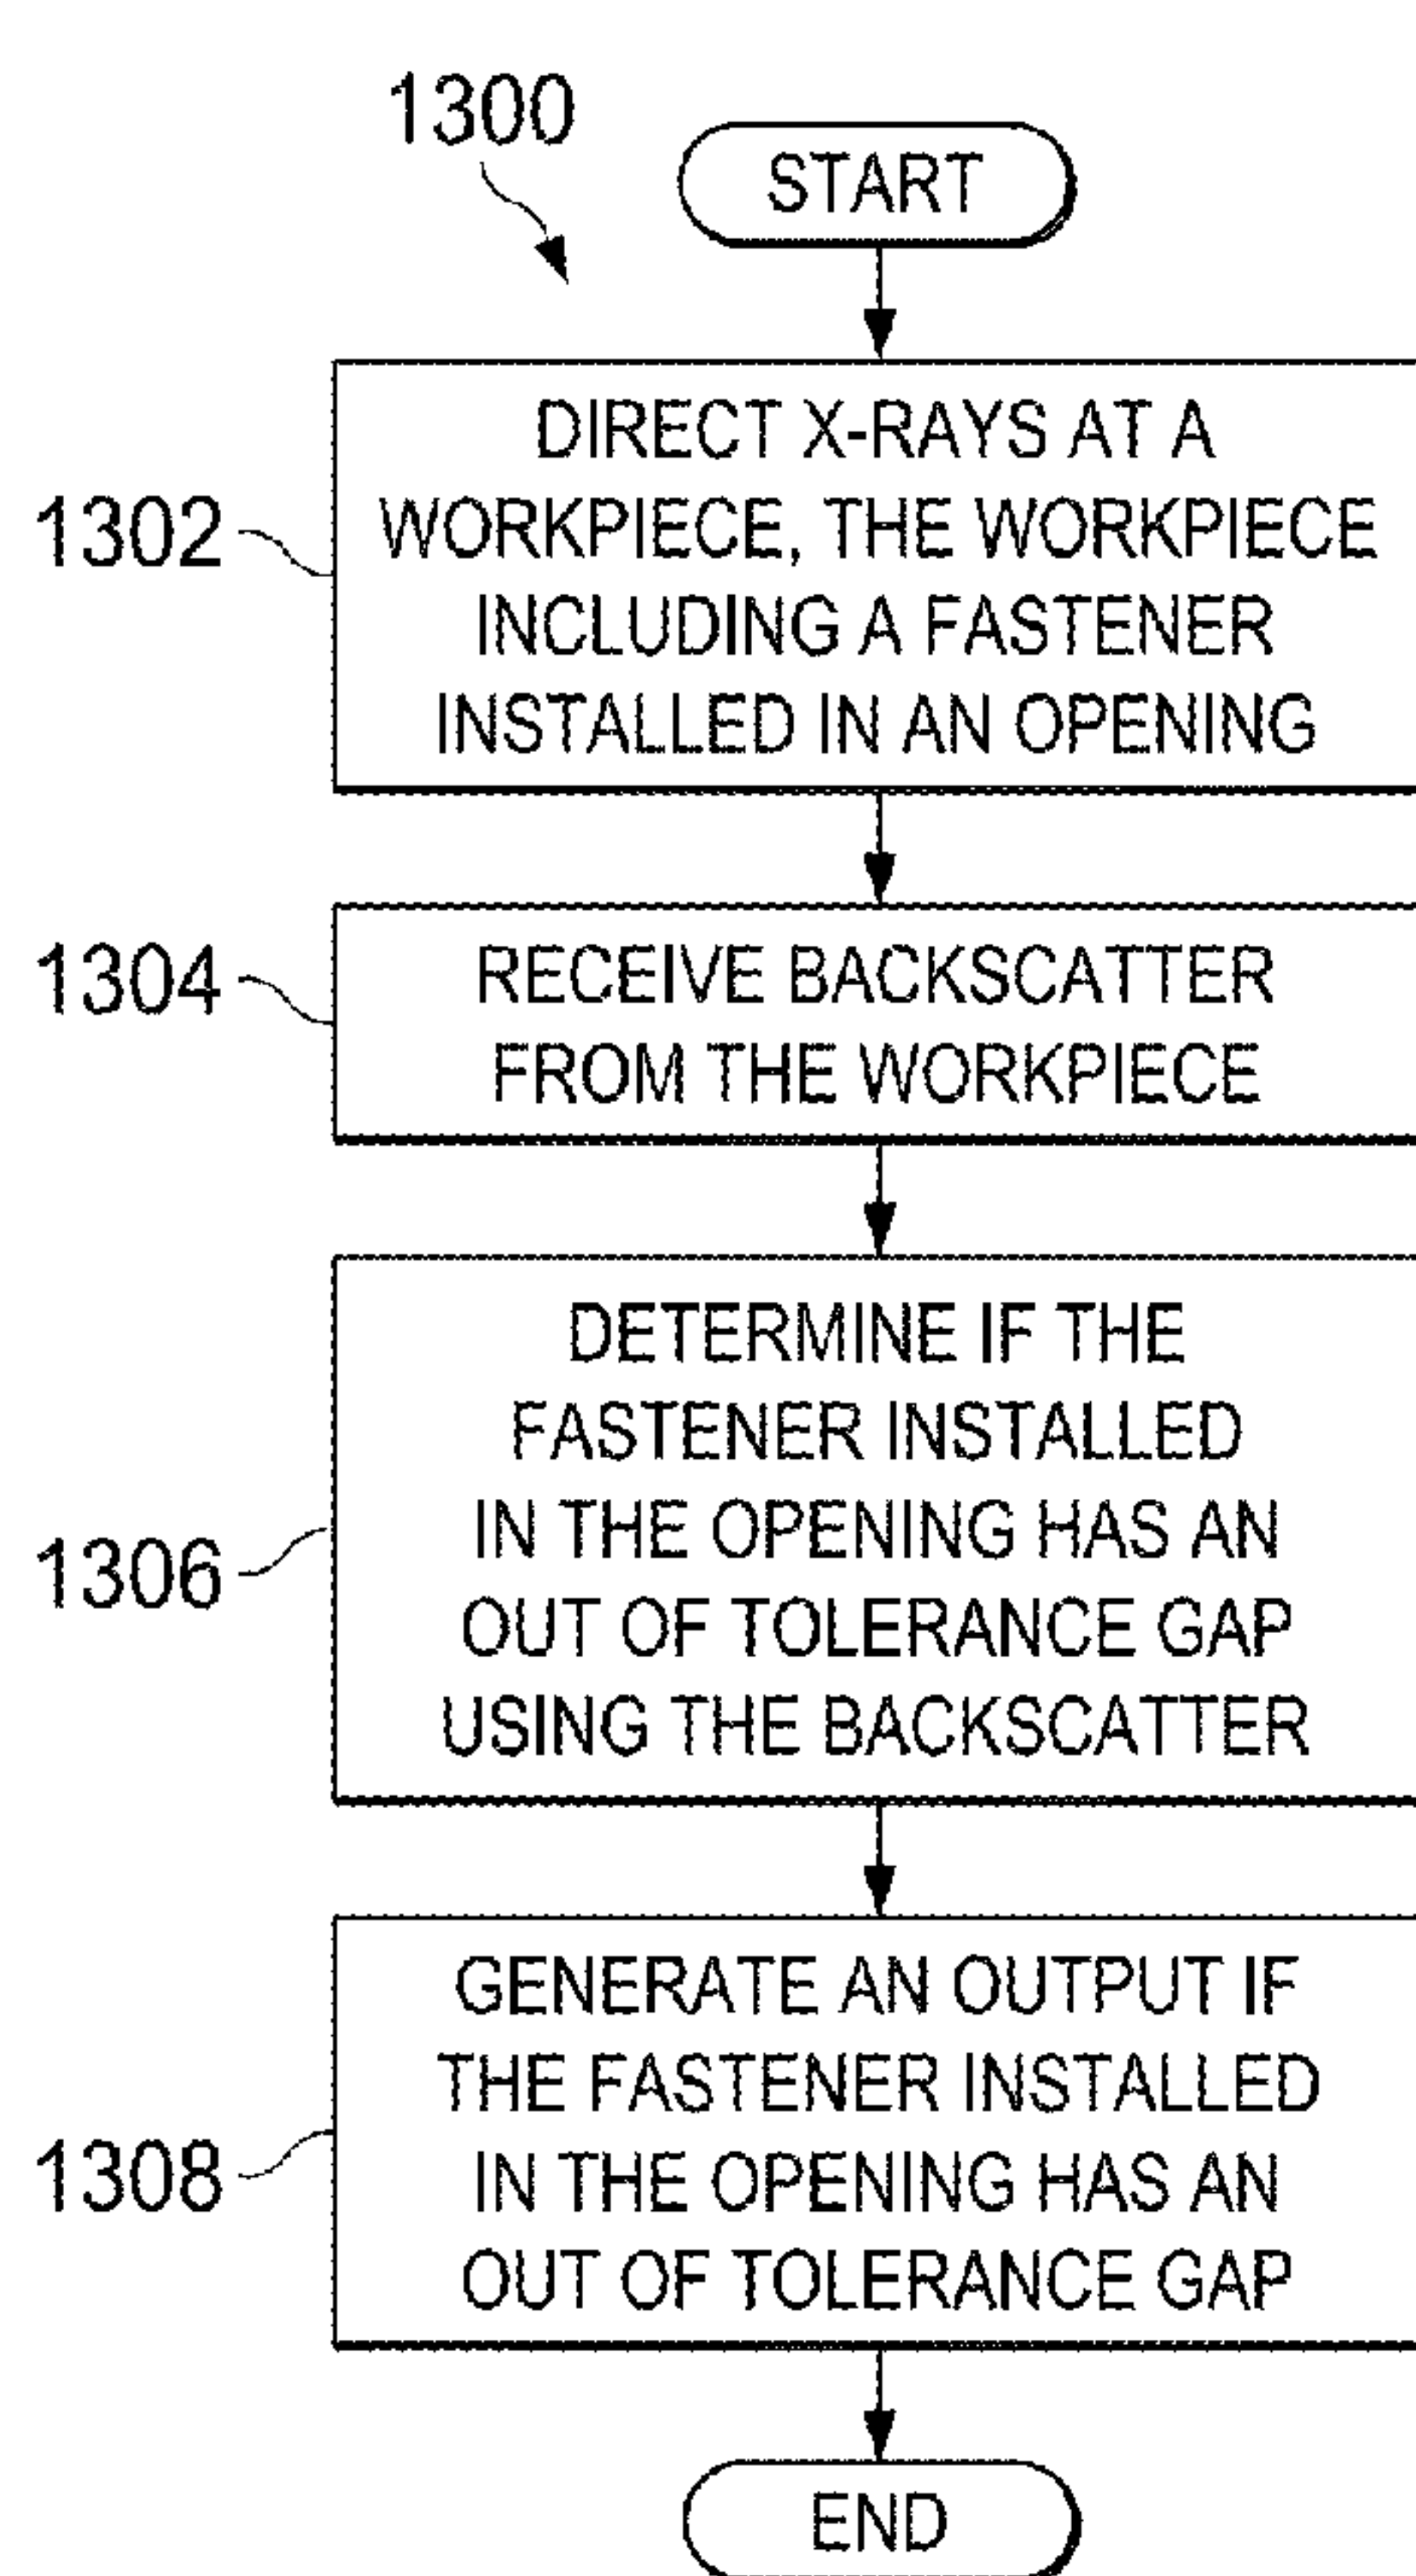 1300
START
1302
DIRECT X-RAYS AT A
WORKPIECE, THE WORKPIECE
INCLUDING A FASTENER
INSTALLED IN AN OPENING
1304
RECEIVE BACKSCATTER
FROM THE WORKPIECE
1306
DETERMINE IF THE
FASTENER INSTALLED
IN THE OPENING HAS AN
OUT OF TOLERANCE GAP
USING THE BACKSCATTER
1308
GENERATE AN OUTPUT IF
THE FASTENER INSTALLED
IN THE OPENING HAS AN
OUT OF TOLERANCE GAP
END